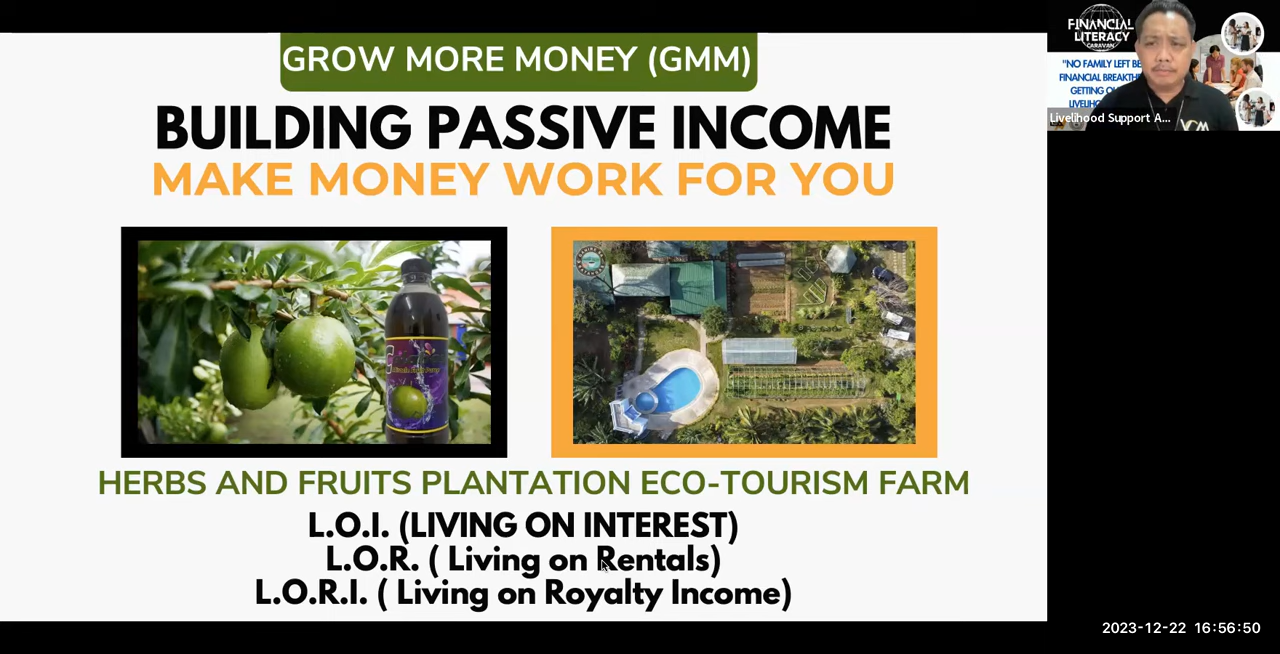 GROW MORE MONEY (GMM)
BUILDING PASSIVE INCOME
MAKE MONEY WORK FOR YOU
HERBS AND FRUITS PLANTATION ECO-TOURISM FARM
L.O.I. (LIVING ON INTEREST)
L.O.R. ( Living on Rentals)
L.O.R.I. ( Living on Royalty Income)
FINANCIAL
LITERACY
CARAVAN
"NO FAMILY LEFT BE
FINANCIAL BREAKTH
GETTING OU
LIVELIHO
Livelihood Support A...
2023-12-22 16:56:50